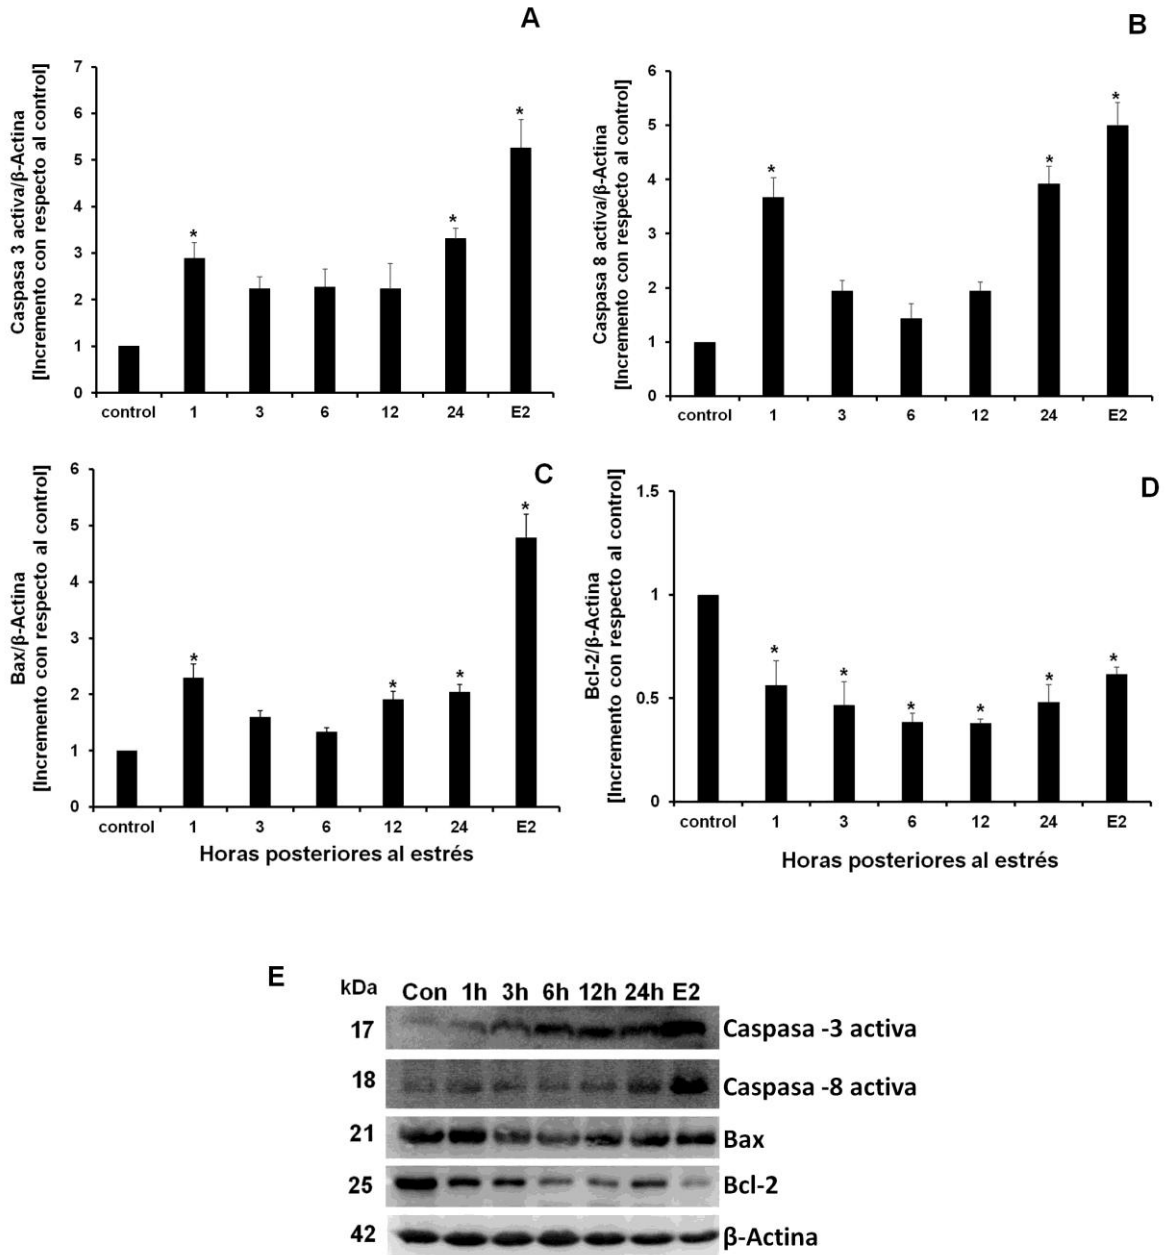 A
Caspasa 3 activa/β-Actina
[Incremento con respecto al control]
7
6
5
4
3
2
1
0
*
*
*
control 1 3 6 12 24 E2
B
Caspasa 8 activa/β-Actina
[Incremento con respecto al control]
6
5
4
3
2
1
0
*
*
*
control 1 3 6 12 24 E2
C
Bax/β-Actina
[Incremento con respecto al control]
6
5
4
3
2
1
0
*
*
*
*
control 1 3 6 12 24 E2
Horas posteriores al estrés
D
Bcl-2/β-Actina
[Incremento con respecto al control]
1.5
1
0.5
0
*
*
*
*
*
*
control 1 3 6 12 24 E2
Horas posteriores al estrés
E
kDa Con 1h 3h 6h 12h 24h E2
17 Caspasa -3 activa
18 Caspasa -8 activa
21 Bax
25 Bcl-2
42 β-Actina